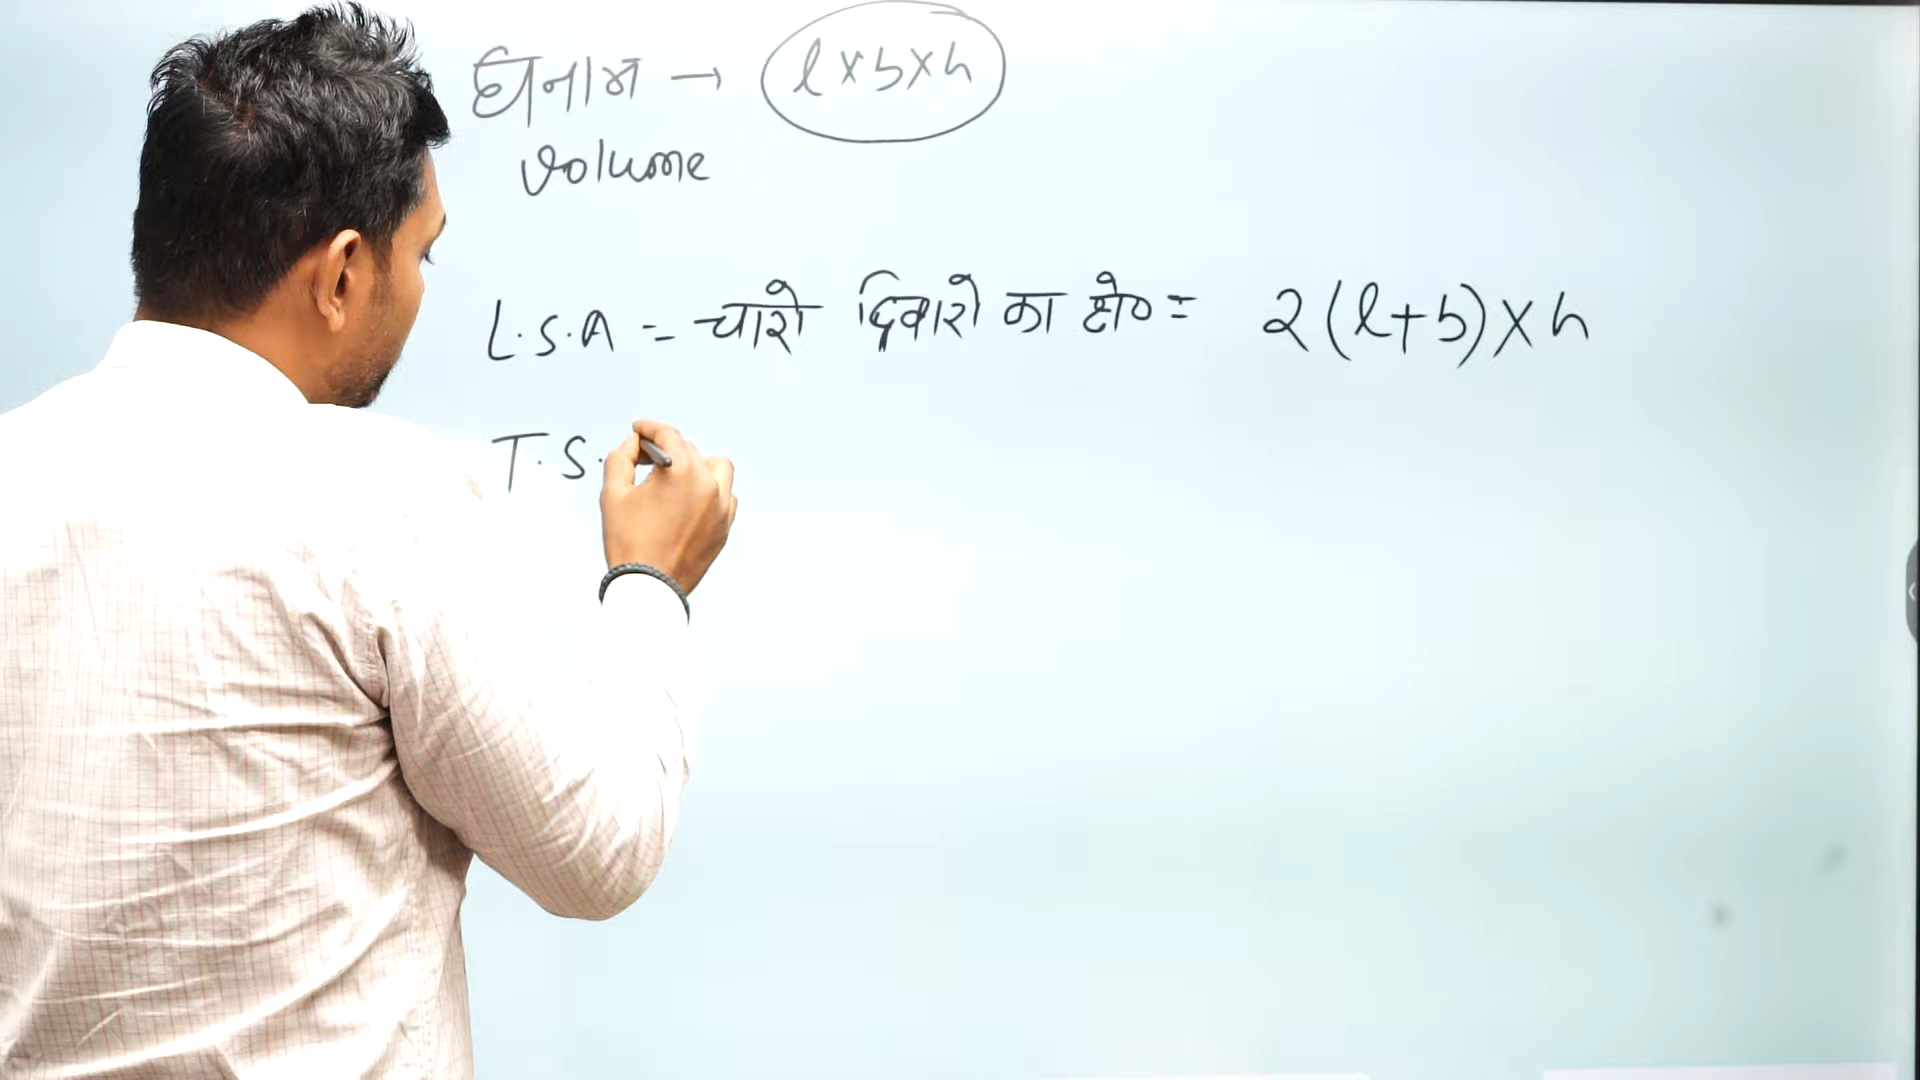 घनाभ → l×b×h
volume
L.S.A = चारो दिवारो का क्षे० = 2(l+b)×h
T.S.